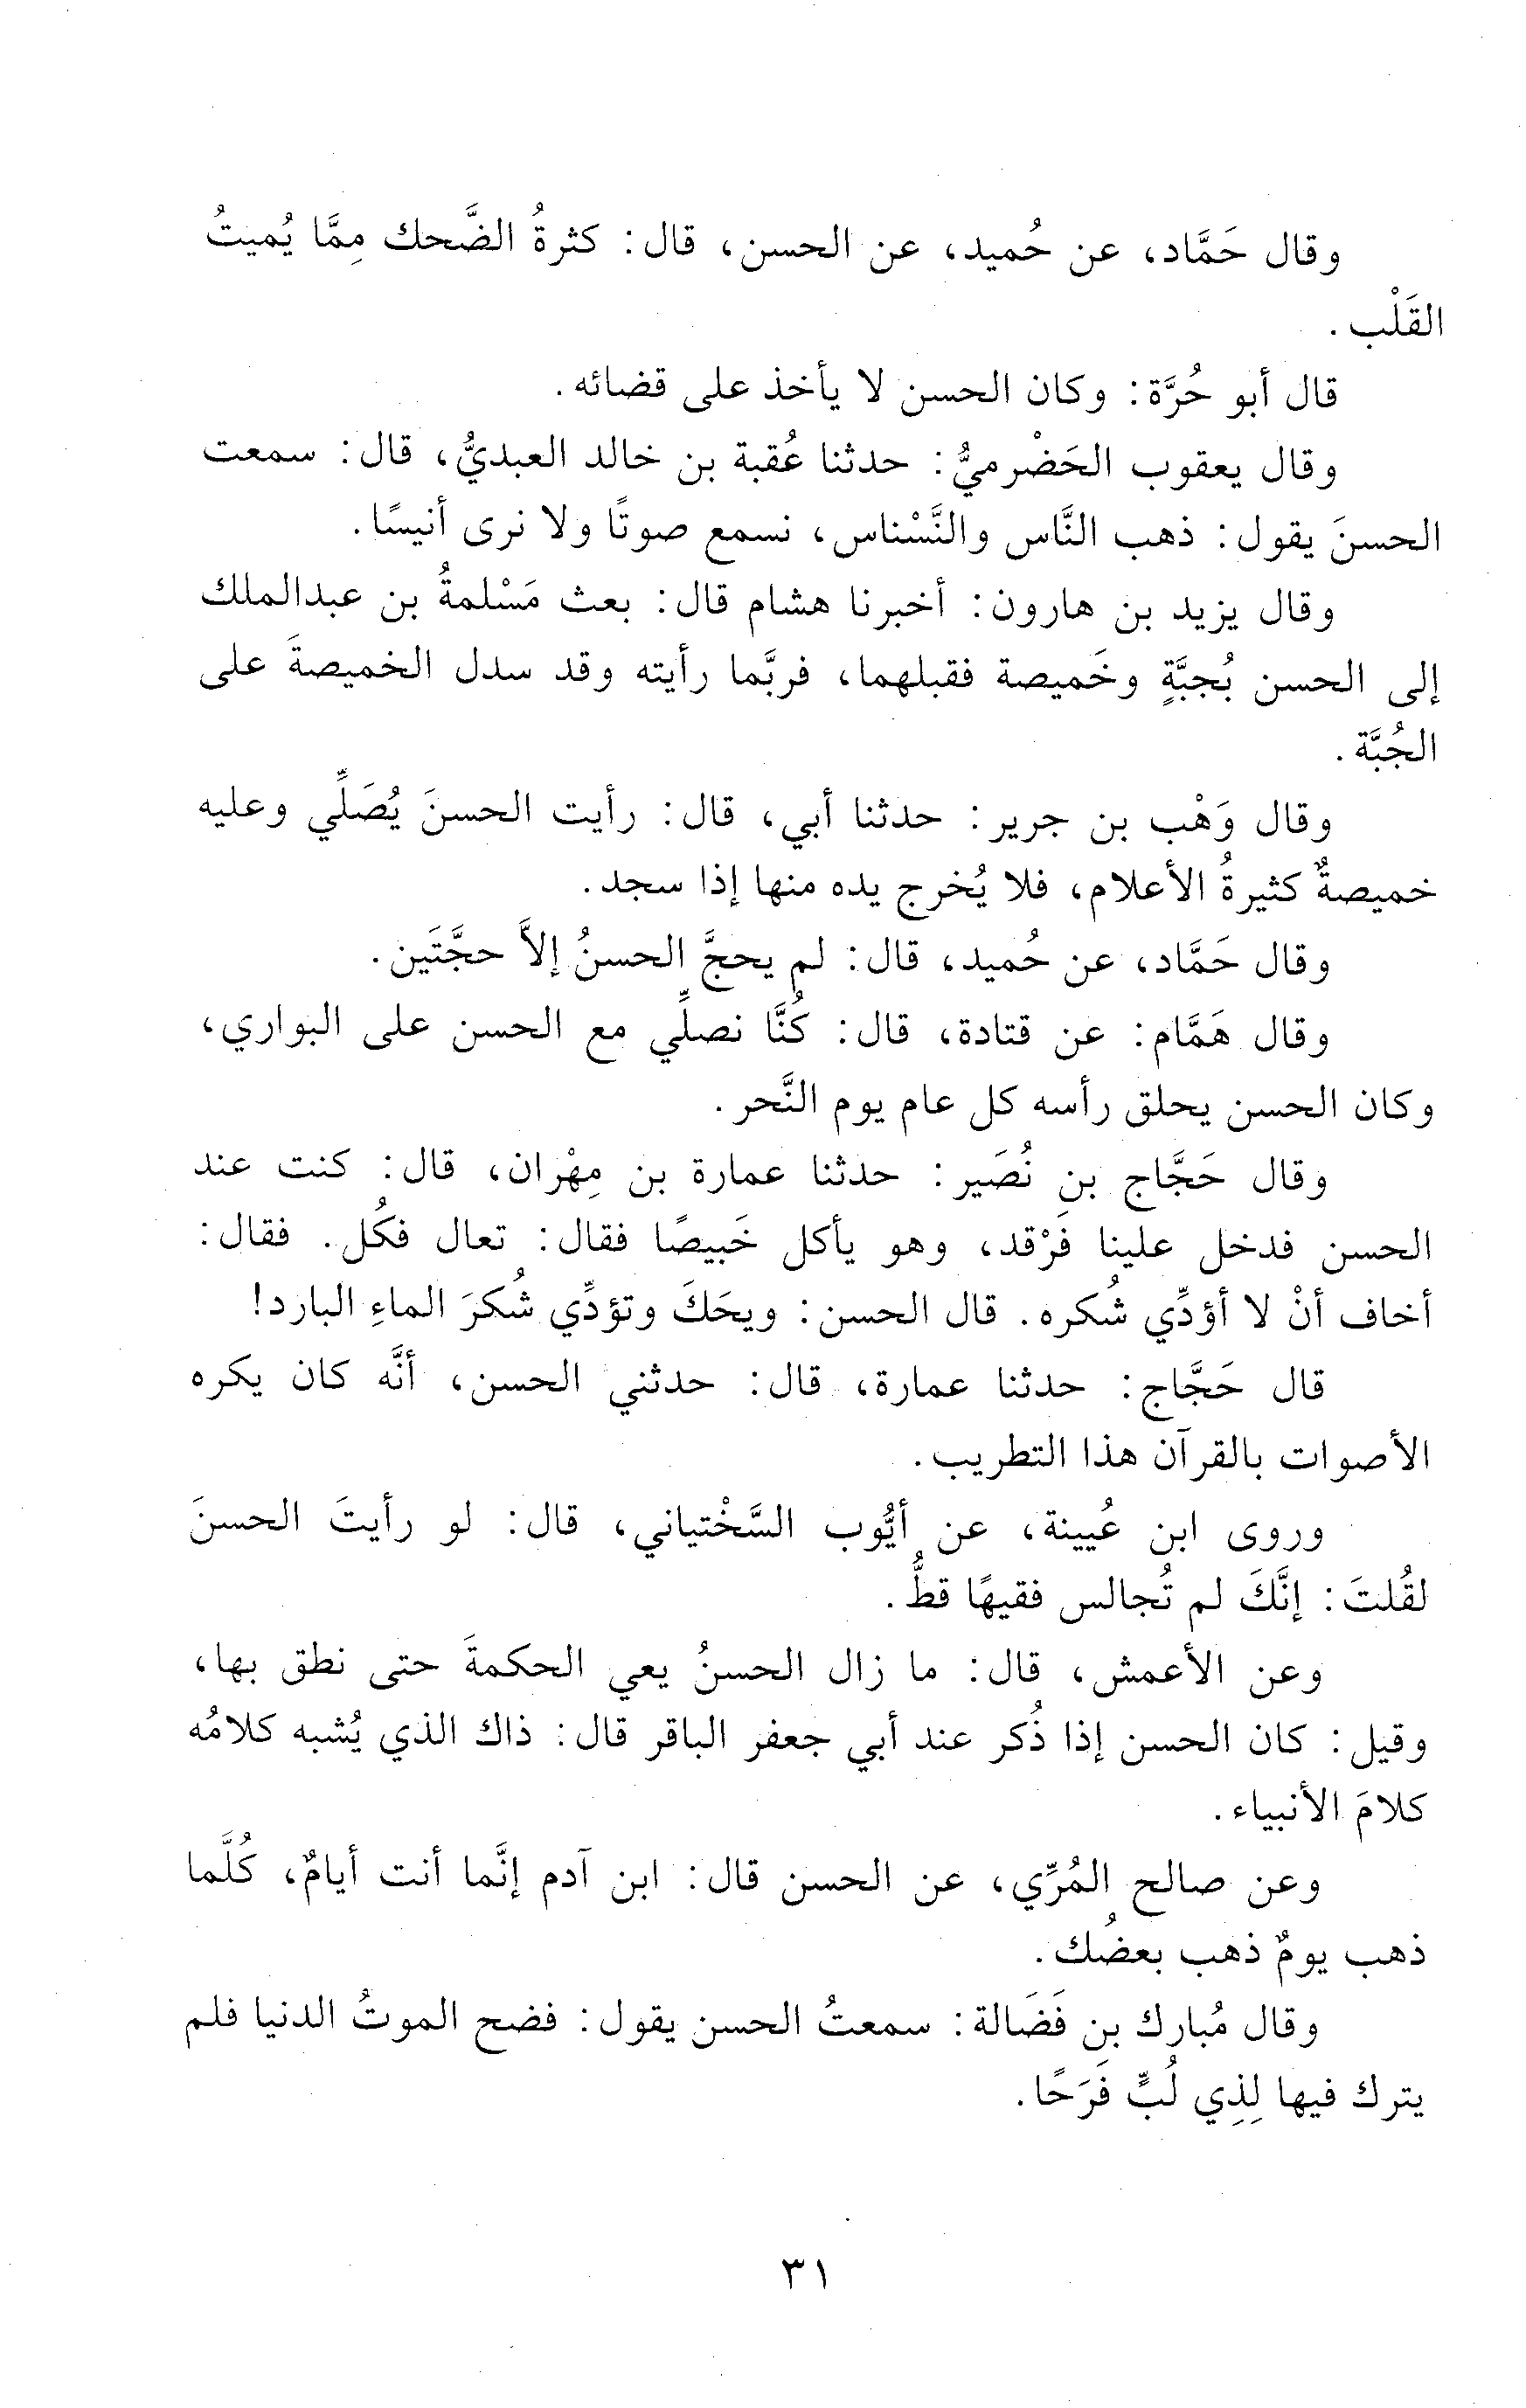 وقال حَمَّاد، عن حُميد، عن الحسن، قال: كثرةُ الضَّحك مِمَّا يُميتُ
القَلْب.
قال أبو حُرَّة: وكان الحسن لا يأخذ على قضائه.
وقال يعقوب الحَضْرميُّ: حدثنا عُقبة بن خالد العبديُّ، قال: سمعت
الحسنَ يقول: ذهب النَّاس والنَّسْناس، نسمع صوتًا ولا نرى أنيسًا.
وقال يزيد بن هارون: أخبرنا هشام قال: بعث مَسْلمةُ بن عبدالملك
إلى الحسن بُجبَّةٍ وخَميصة فقبلهما، فربَّما رأيته وقد سدل الخميصةَ على
الجُبَّة.
وقال وَهْب بن جرير: حدثنا أبي، قال: رأيت الحسنَ يُصَلِّي وعليه
خميصةٌ كثيرةُ الأعلام، فلا يُخرج يده منها إذا سجد.
وقال حَمَّاد، عن حُميد، قال: لم يحجَّ الحسنُ إلاَّ حجَّتَين.
وقال هَمَّام: عن قتادة، قال: كُنَّا نصلِّي مع الحسن على البواري،
وكان الحسن يحلق رأسه كل عام يوم النَّحر.
وقال حَجَّاج بن نُصَير: حدثنا عمارة بن مِهْران، قال: كنت عند
الحسن فدخل علينا فَرْقد، وهو يأكل خَبيصًا فقال: تعال فكُل. فقال:
أخاف أنْ لا أؤدِّي شُكره. قال الحسن: ويحَكَ وتؤدِّي شُكرَ الماءِ البارد!
قال حَجَّاج: حدثنا عمارة، قال: حدثني الحسن، أنَّه كان يكره
الأصوات بالقرآن هذا التطريب.
وروى ابن عُيينة، عن أيُّوب السَّخْتياني، قال: لو رأيتَ الحسنَ
لقُلتَ: إنَّكَ لم تُجالس فقيهًا قطُّ.
وعن الأعمش، قال: ما زال الحسنُ يعي الحكمةَ حتى نطق بها،
وقيل: كان الحسن إذا ذُكر عند أبي جعفر الباقر قال: ذاك الذي يُشبه كلامُه
كلامَ الأنبياء.
وعن صالح المُرِّي، عن الحسن قال: ابن آدم إنَّما أنت أيامٌ، كُلَّما
ذهب يومٌ ذهب بعضُك.
وقال مُبارك بن فَضَالة: سمعتُ الحسن يقول: فضح الموتُ الدنيا فلم
يترك فيها لِذِي لُبٍّ فَرَحًا.
٣١